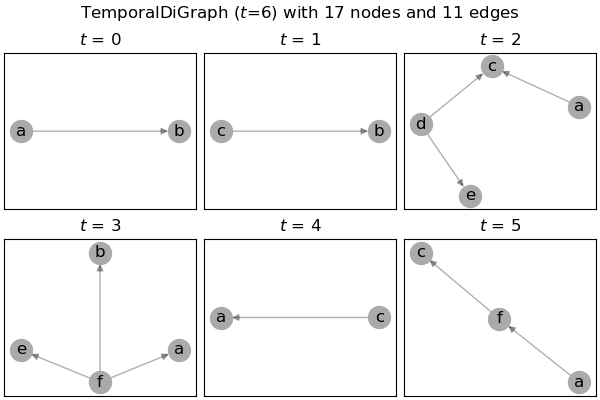 TemporalDiGraph (t=6) with 17 nodes and 11 edges
t = 0
t = 1
t = 2
a
b
c
b
c
a
d
e
t = 3
t = 4
t = 5
b
e
a
f
a
c
c
f
a